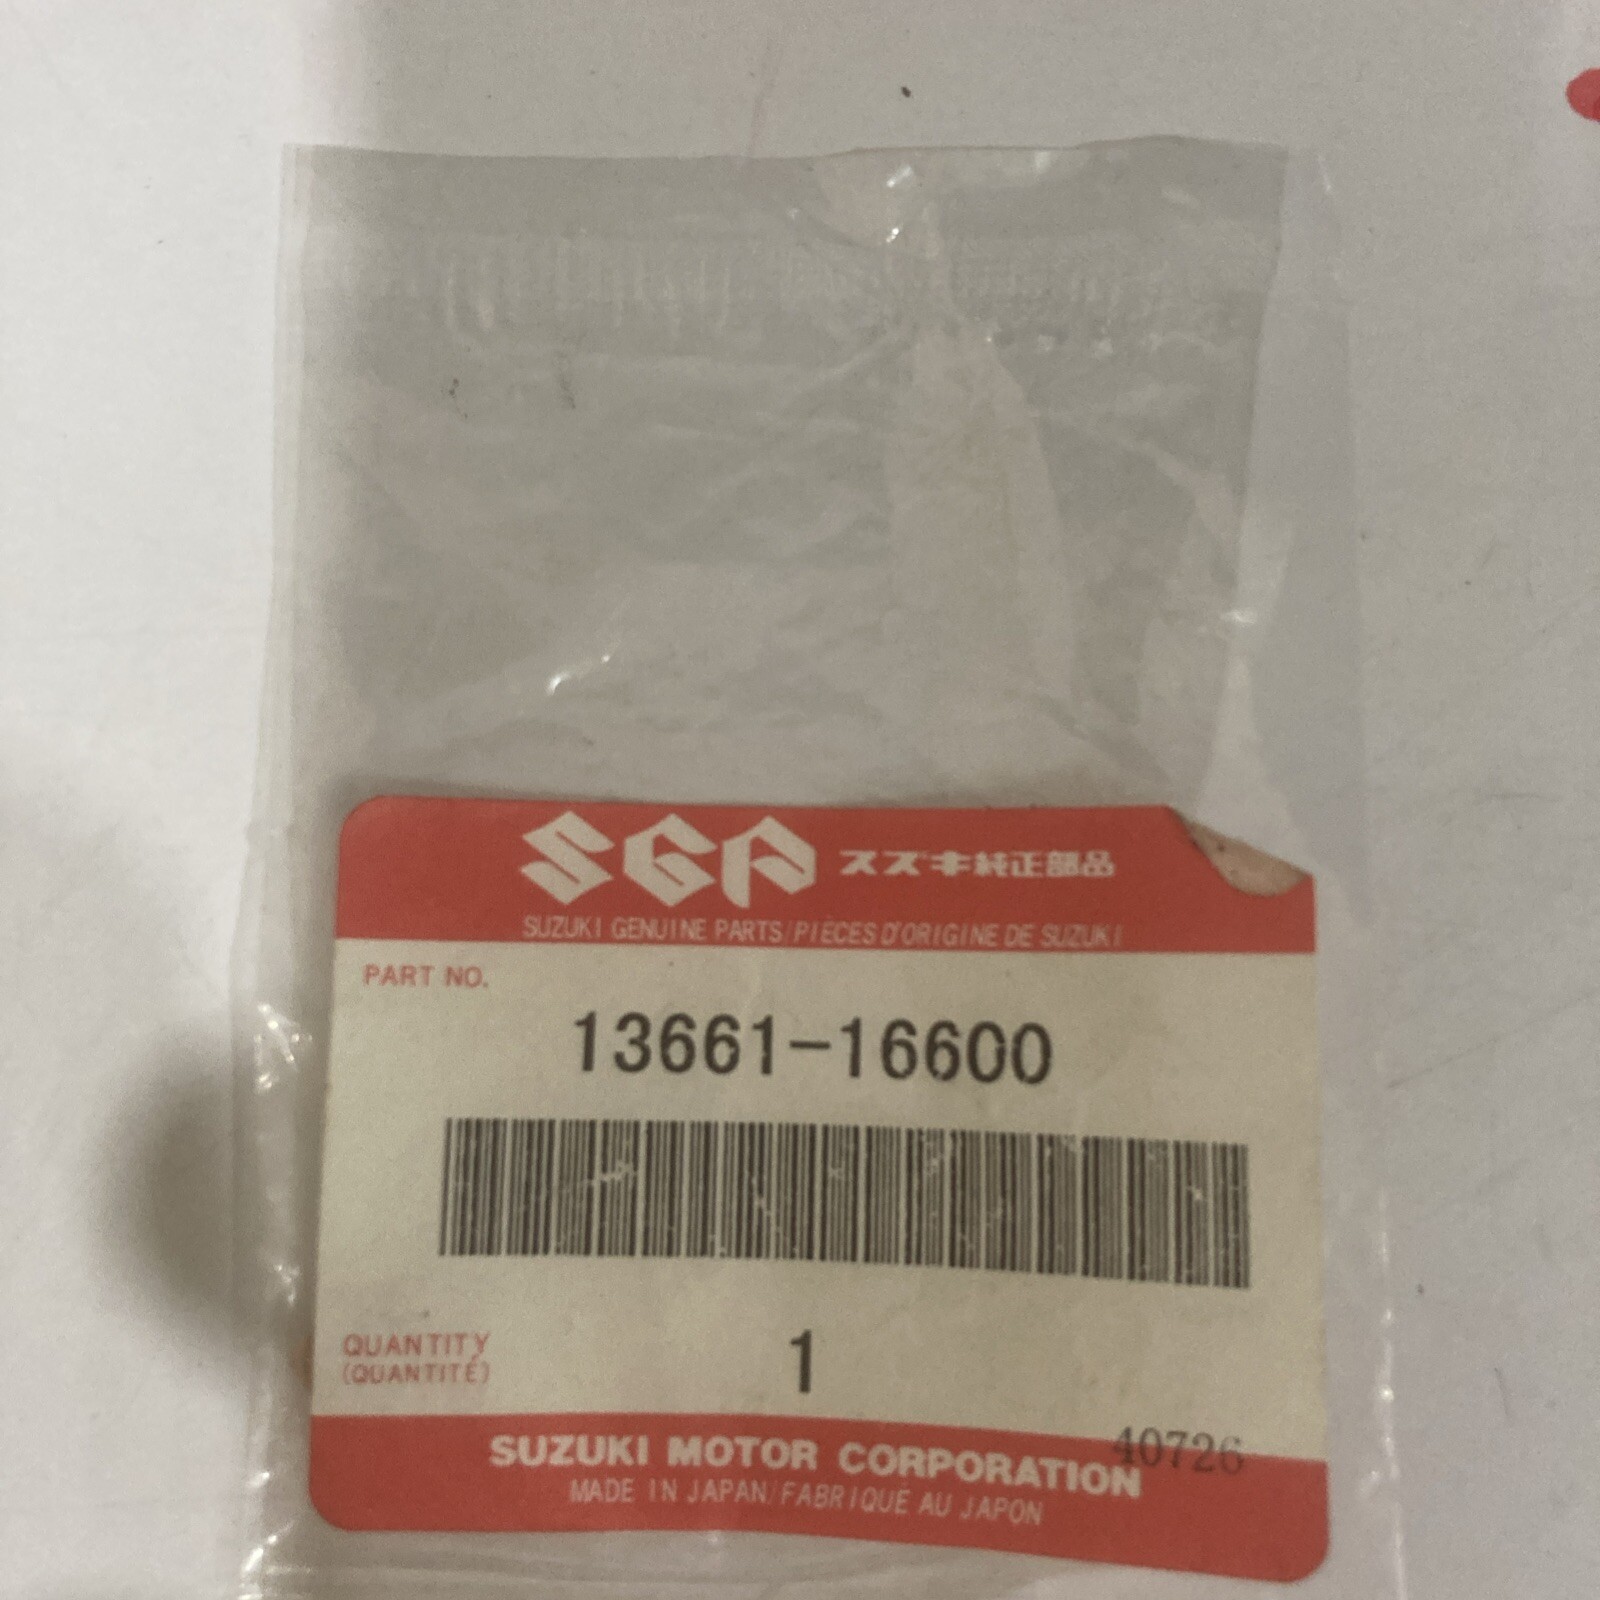 SGP スズキ純正部品
SUZUKI GENUINE PARTS/PIÈCES D'ORIGINE DE SUZUKI
PART NO.
13661-16600
QUANTITY
(QUANTITÉ)
1
40726
SUZUKI MOTOR CORPORATION
MADE IN JAPAN/FABRIQUÉ AU JAPON